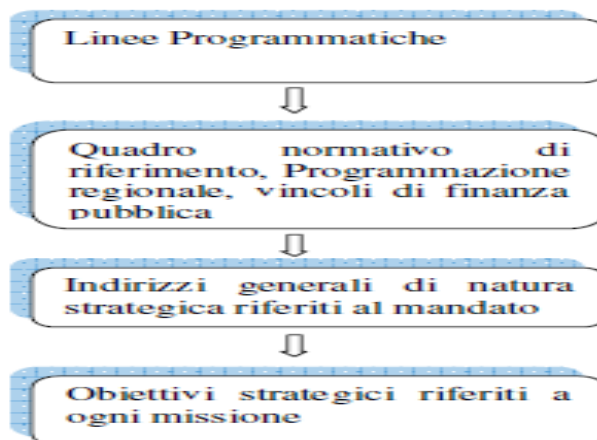 Linee Programmatiche
Quadro normativo di
riferimento, Programmazione
regionale, vincoli di finanza
pubblica
Indirizzi generali di natura
strategica riferiti al mandato
Obiettivi strategici riferiti a
ogni missione